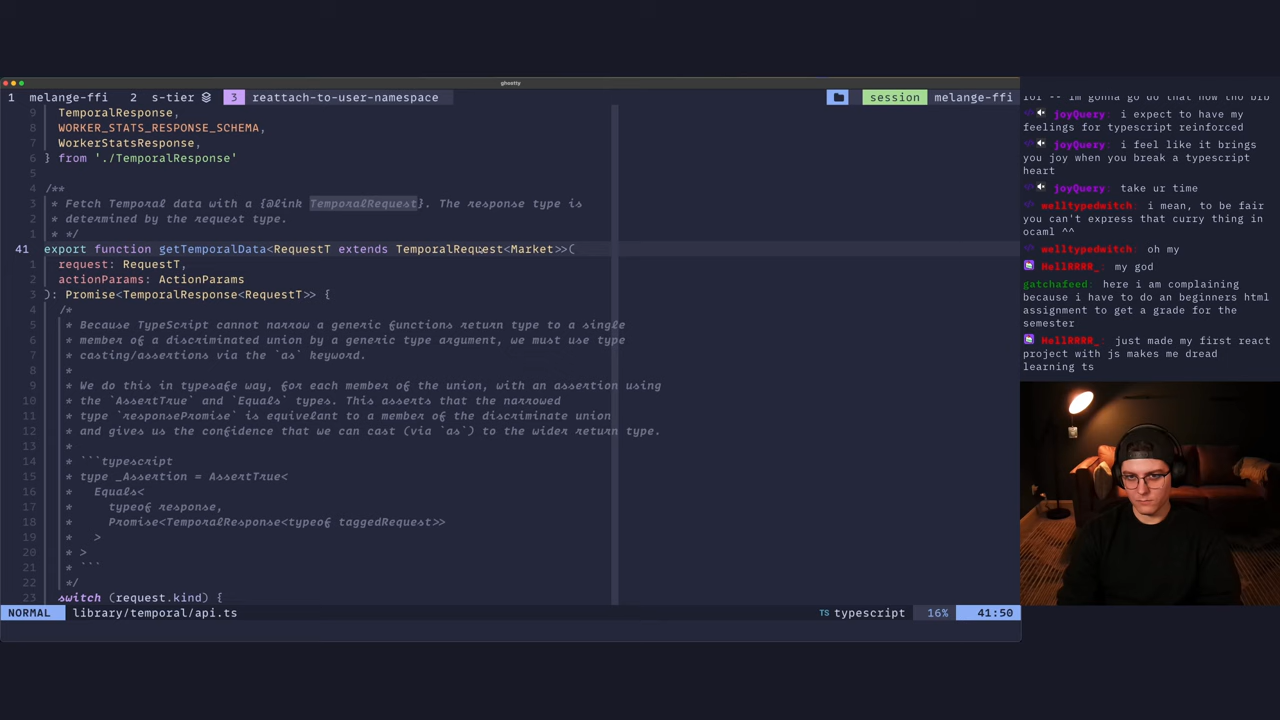 ghostty
1 melange-ffi 2 s-tier 3 reattach-to-user-namespace session melange-ffi
9 TemporalResponse,
8 WORKER_STATS_RESPONSE_SCHEMA,
7 WorkerStatsResponse,
6 } from './TemporalResponse'
5
4 /**
3 * Fetch Temporal data with a {@link TemporalRequest}. The response type is
2 * determined by the request type.
1 * */
41 export function getTemporalData<RequestT extends TemporalRequest<Market>>(
1 request: RequestT,
2 actionParams: ActionParams
3 ): Promise<TemporalResponse<RequestT>> {
4 /*
5 * Because TypeScript cannot narrow a generic functions return type to a single
6 * member of a discriminated union by a generic type argument, we must use type
7 * casting/assertions via the `as` keyword.
8 *
9 * We do this in typesafe way, for each member of the union, with an assertion using
10 * the `AssertTrue` and `Equals` types. This asserts that the narrowed
11 * type `responsePromise` is equivelant to a member of the discriminate union
12 * and gives us the confidence that we can cast (via `as`) to the wider return type.
13 *
14 * ```typescript
15 * type _Assertion = AssertTrue<
16 * Equals<
17 * typeof response,
18 * Promise<TemporalResponse<typeof taggedRequest>>
19 * >
20 * >
21 * ```
22 */
23 switch (request.kind) {
NORMAL library/temporal/api.ts TS typescript 16% 41:50
lol -- im gonna go do that now tho brb
joyQuery: i expect to have my
feelings for typescript reinforced
joyQuery: i feel like it brings
you joy when you break a typescript
heart
joyQuery: take ur time
welltypedwitch: i mean, to be fair
you can't express that curry thing in
ocaml ^^
welltypedwitch: oh my
HellRRRR_: my god
gatchafeed: here i am complaining
because i have to do an beginners html
assignment to get a grade for the
semester
HellRRRR_: just made my first react
project with js makes me dread
learning ts